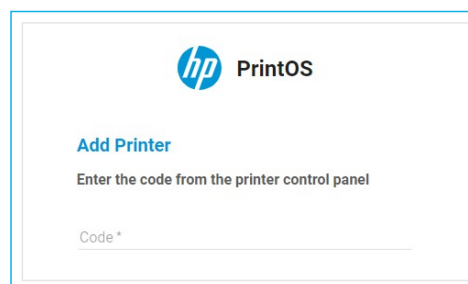 hp PrintOS
Add Printer
Enter the code from the printer control panel
Code *